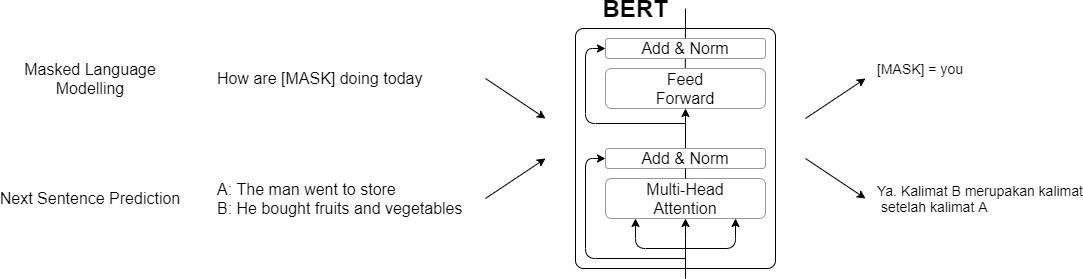 BERT
Masked Language
Modelling
How are [MASK] doing today
Add & Norm
Feed
Forward
[MASK] = you
Add & Norm
Multi-Head
Attention
Next Sentence Prediction
A: The man went to store
B: He bought fruits and vegetables
Ya. Kalimat B merupakan kalimat
setelah kalimat A